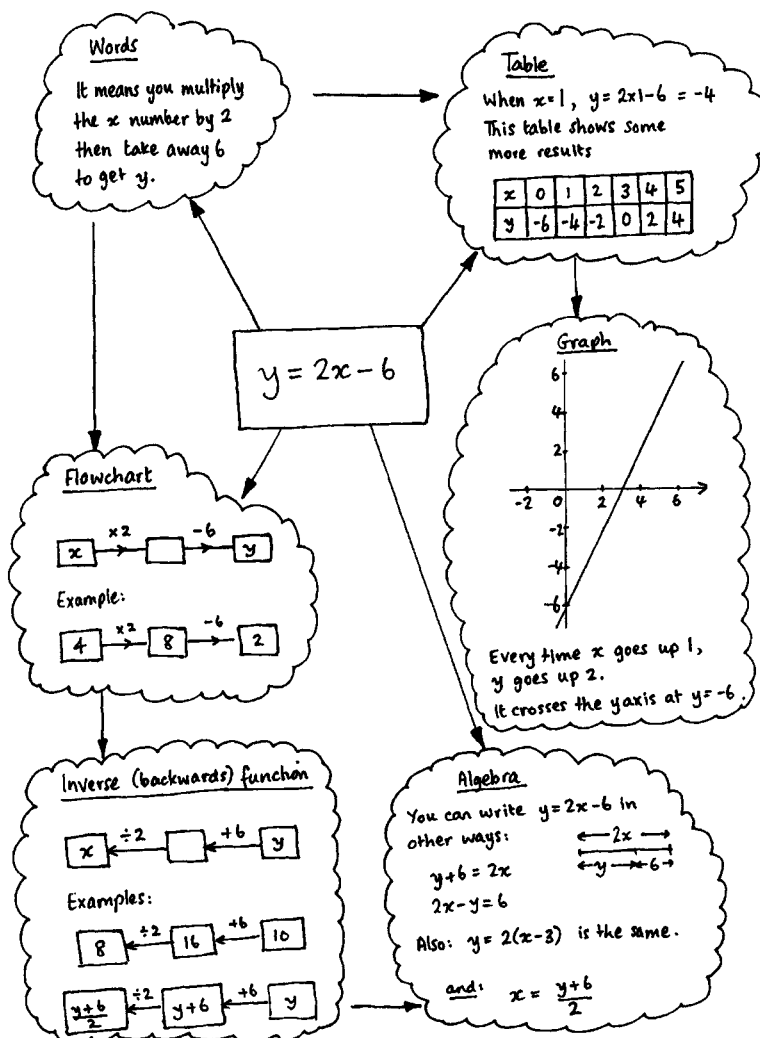 Words
It means you multiply
the x number by 2
then take away 6
to get y.
Table
When x=1, y=2x1-6 = -4
This table shows some
more results
x 0 1 2 3 4 5
y -6 -4 -2 0 2 4
y = 2x - 6
Graph
6
4
2
-2 0 2 4 6
-2
-4
-6
Every time x goes up 1,
y goes up 2.
It crosses the y axis at y=-6.
Flowchart
×2 -6
x y
Example:
×2 -6
4 8 2
Inverse (backwards) function
÷2 +6
x y
Examples:
÷2 +6
8 16 10
÷2 +6
y+6/2 y+6 y
Algebra
You can write y=2x-6 in
other ways:
2x
y 6
y+6 = 2x
2x-y=6
Also: y = 2(x-3) is the same.
and: x = y+6/2